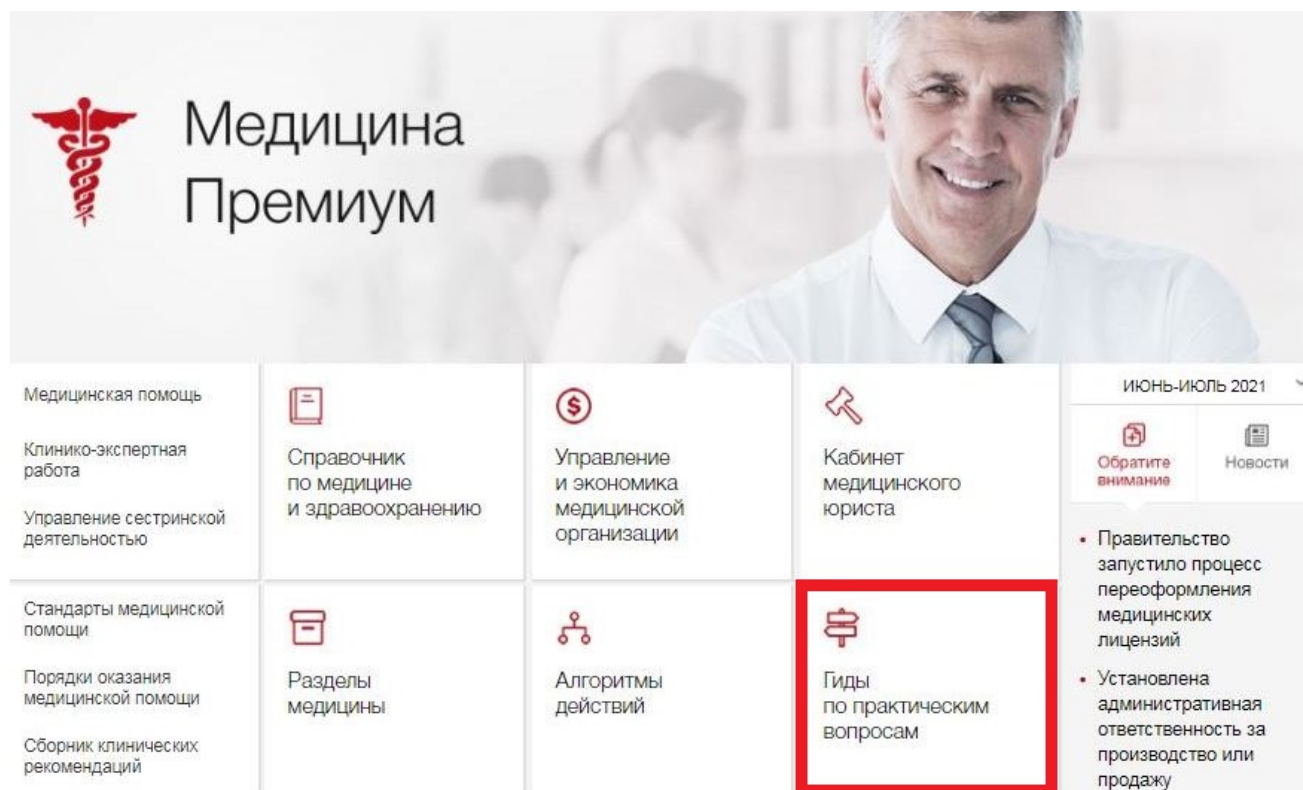 Медицина
Премиум
Медицинская помощь
Клинико-экспертная
работа
Управление сестринской
деятельностью
Справочник
по медицине
и здравоохранению
Управление
и экономика
медицинской
организации
Кабинет
медицинского
юриста
Стандарты медицинской
помощи
Порядки оказания
медицинской помощи
Сборник клинических
рекомендаций
Разделы
медицины
Алгоритмы
действий
Гиды
по практическим
вопросам
ИЮНЬ-ИЮЛЬ 2021
Обратите
внимание
Новости
• Правительство
запустило процесс
переоформления
медицинских
лицензий
• Установлена
административная
ответственность за
производство или
продажу